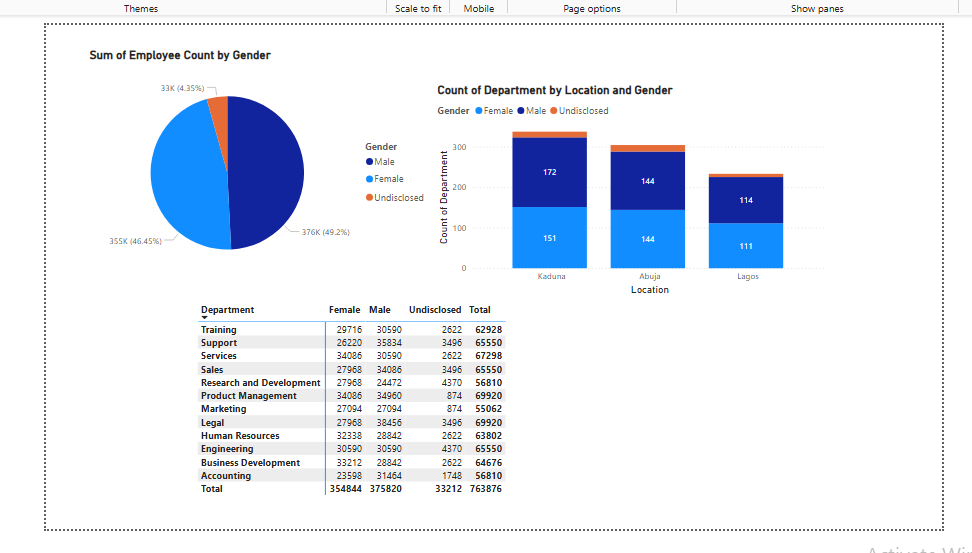 Themes Scale to fit Mobile Page options Show panes
Sum of Employee Count by Gender
33K (4.35%)
355K (46.45%)
376K (49.2%)
Gender
Male
Female
Undisclosed
Count of Department by Location and Gender
Gender Female Male Undisclosed
Count of Department
300
200
100
0
172
151
144
144
114
111
Kaduna Abuja Lagos
Location
Department Female Male Undisclosed Total
Training 29716 30590 2622 62928
Support 26220 35834 3496 65550
Services 34086 30590 2622 67298
Sales 27968 34086 3496 65550
Research and Development 27968 24472 4370 56810
Product Management 34086 34960 874 69920
Marketing 27094 27094 874 55062
Legal 27968 38456 3496 69920
Human Resources 32338 28842 2622 63802
Engineering 30590 30590 4370 65550
Business Development 33212 28842 2622 64676
Accounting 23598 31464 1748 56810
Total 354844 375820 33212 763876